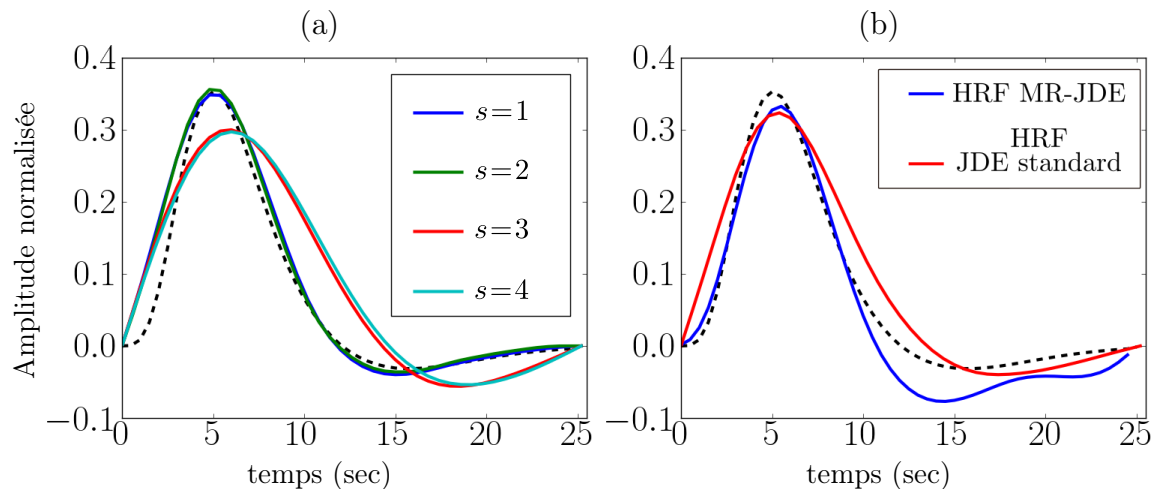 (a)
Amplitude normalisée
0.4
0.3
0.2
0.1
0.0
−0.1
0
5
10
15
20
25
temps (sec)
s=1
s=2
s=3
s=4
(b)
0.4
0.3
0.2
0.1
0.0
−0.1
0
5
10
15
20
25
temps (sec)
HRF MR-JDE
HRF
JDE standard